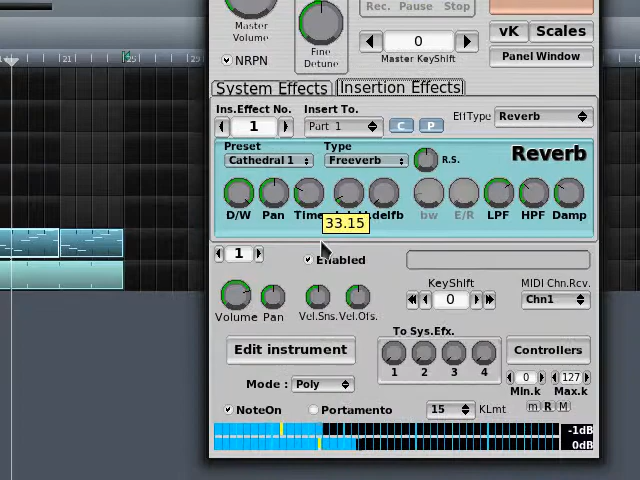 Rec. Pause Stop
Master
Volume
Fine
Detune
NRPN
0
Master KeyShift
vK Scales
Panel Window
21 25 29
System Effects Insertion Effects
Ins.Effect No. Insert To.
1 Part 1 C P EffType Reverb
Preset Type
Cathedral 1 Freeverb R.S. Reverb
D/W Pan Time idelfb bw E/R LPF HPF Damp
33.15
1 Enabled
Volume Pan Vel.Sns. Vel.Ofs.
KeyShift
0
MIDI Chn.Rcv.
Chn1
To Sys.Efx.
Edit instrument
1 2 3 4
Controllers
Mode : Poly
0 127
Min.k Max.k
NoteOn Portamento 15 KLmt m R M
-1dB
0dB